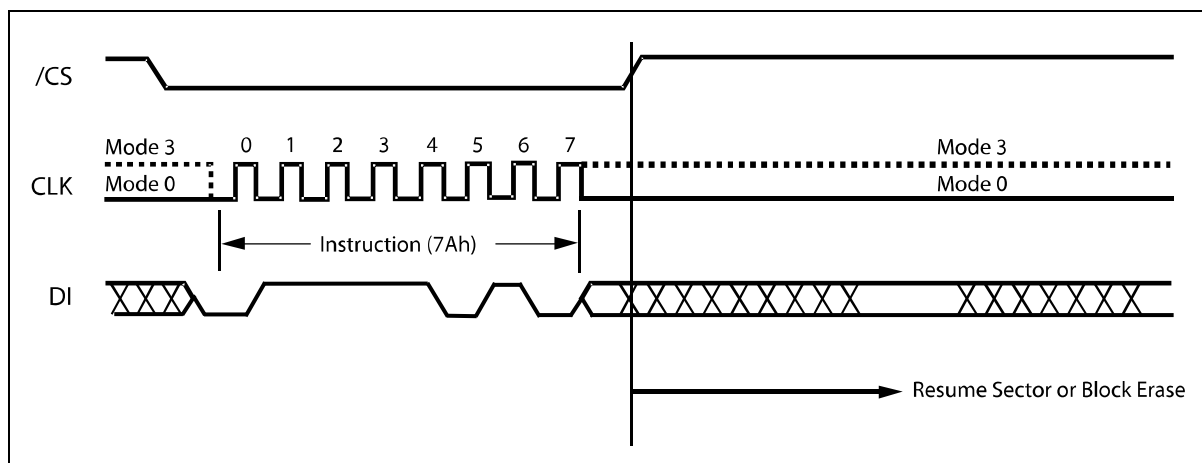 /CS
Mode 3
0 1 2 3 4 5 6 7
Mode 3
CLK
Mode 0
Mode 0
Instruction (7Ah)
DI
Resume Sector or Block Erase